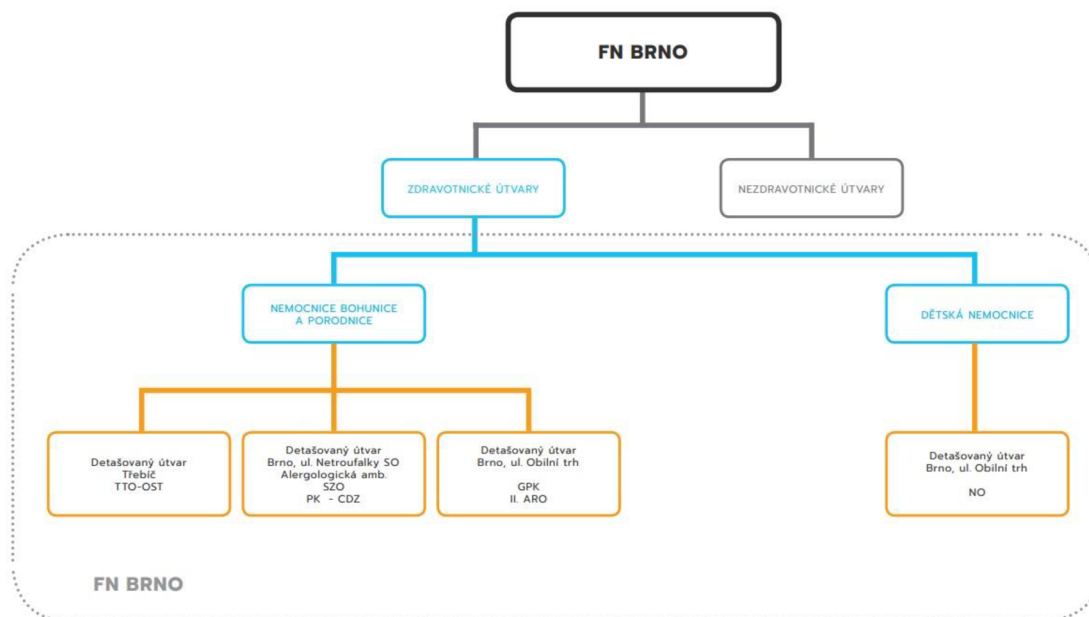 FN BRNO
ZDRAVOTNICKÉ ÚTVARY
NEZDRAVOTNICKÉ ÚTVARY
NEMOCNICE BOHUNICE
A PORODNICE
DĚTSKÁ NEMOCNICE
Detašovaný útvar
Třebíč
TTO-OST
Detašovaný útvar
Brno, ul. Netroufalky SO
Alergologická amb.
SZO
PK - CDZ
Detašovaný útvar
Brno, ul. Obilní trh
GPK
II. ARO
Detašovaný útvar
Brno, ul. Obilní trh
NO
FN BRNO